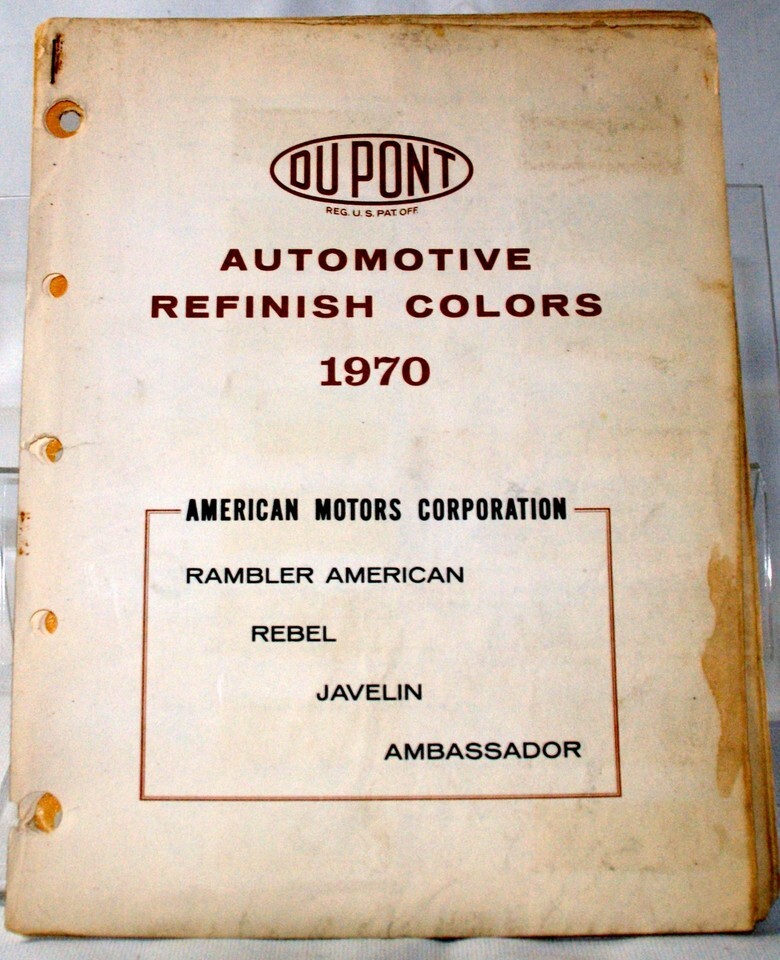 DU PONT
REG. U. S. PAT. OFF.
AUTOMOTIVE
REFINISH COLORS
1970
AMERICAN MOTORS CORPORATION
RAMBLER AMERICAN
REBEL
JAVELIN
AMBASSADOR